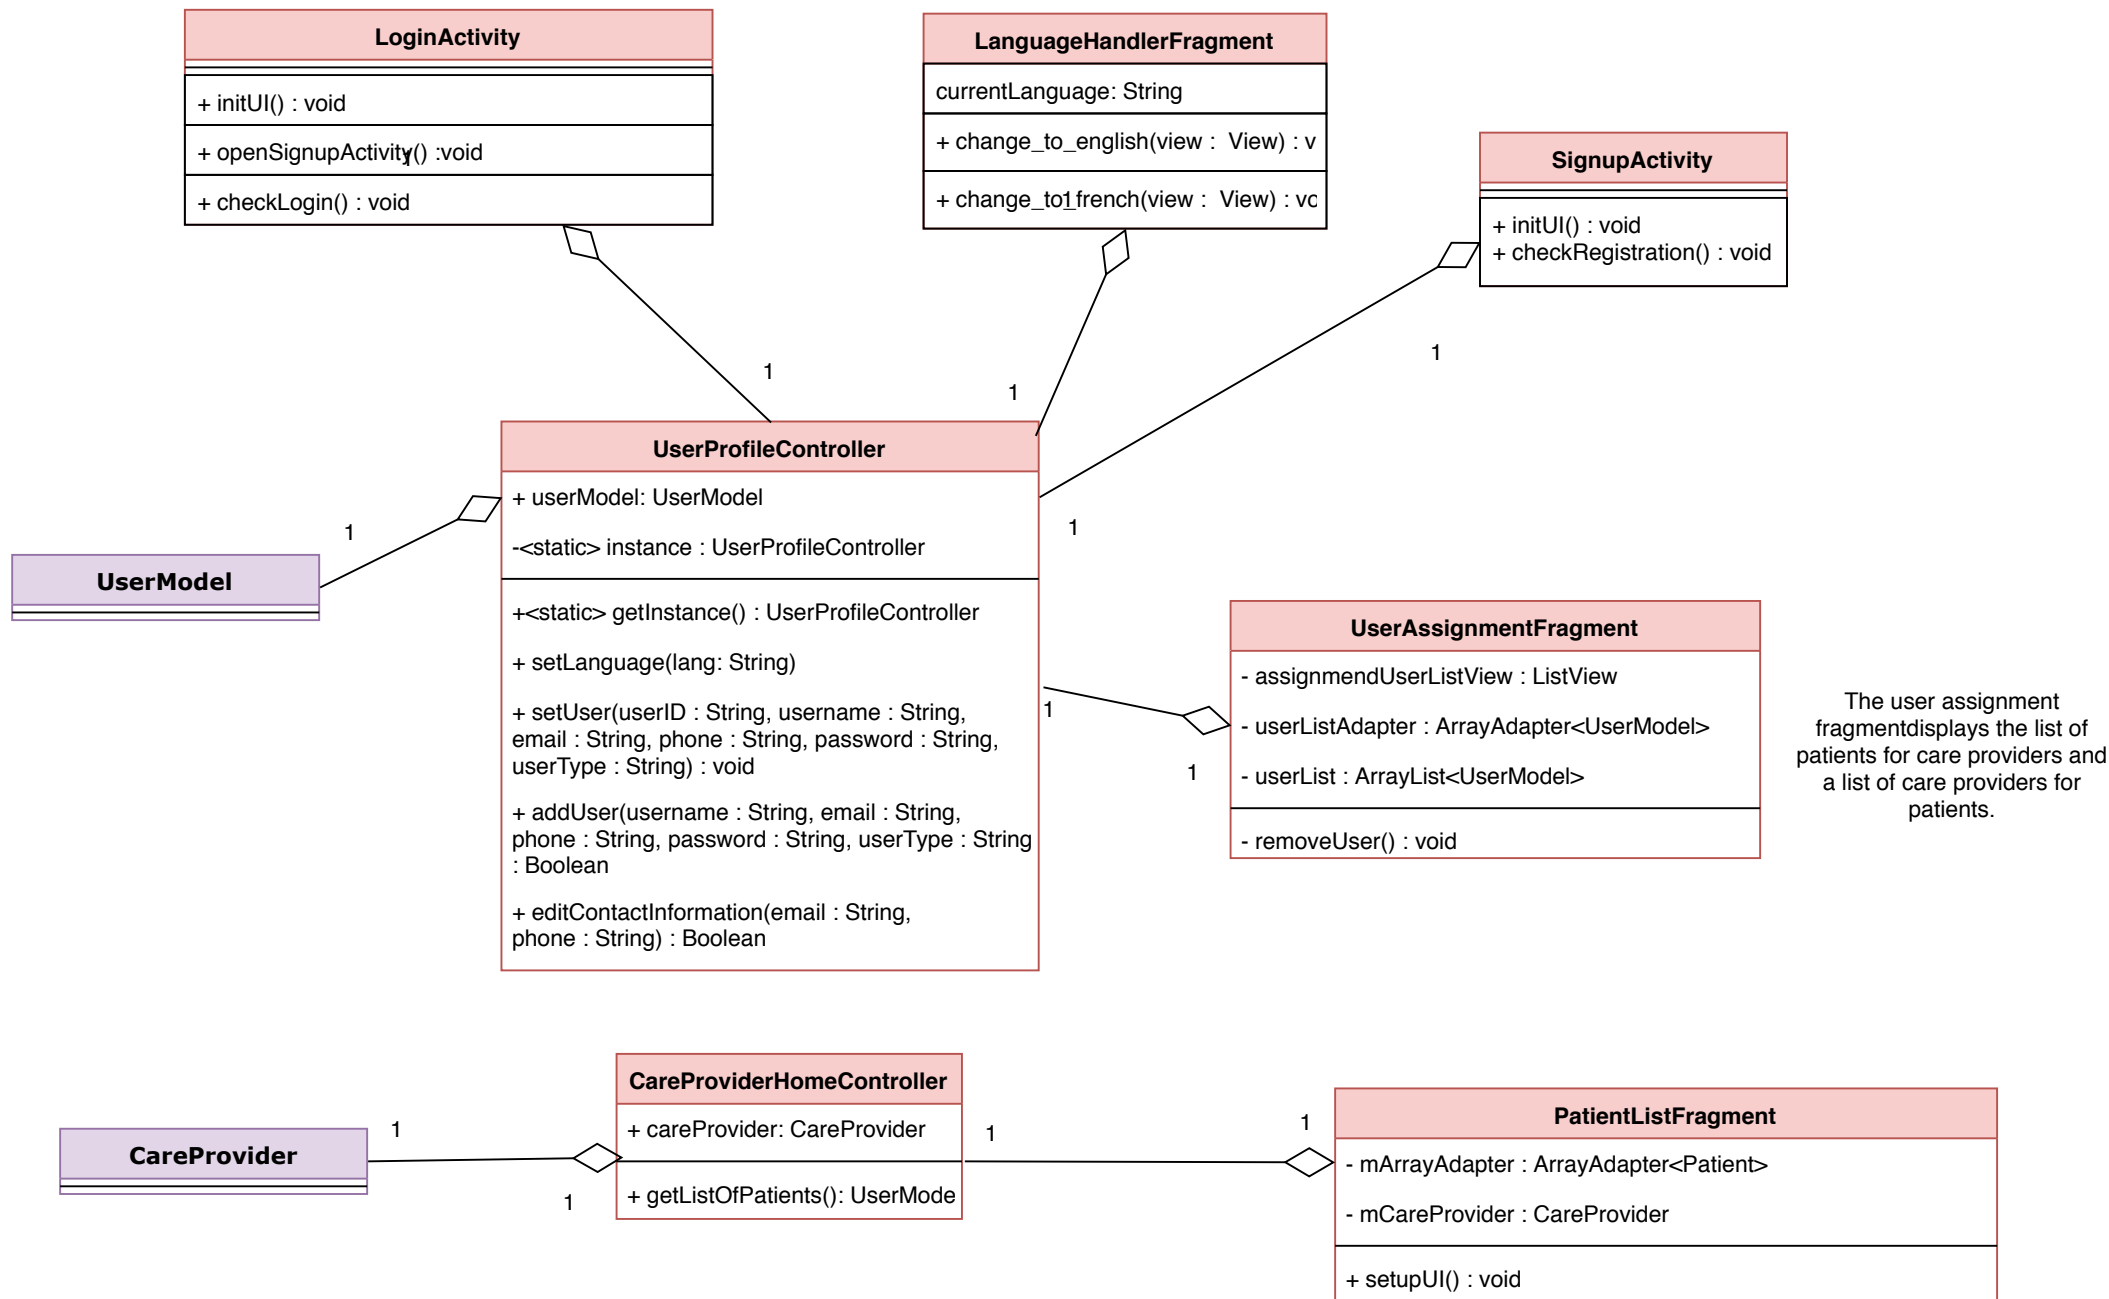 LoginActivity
+ initUI() : void
+ openSignupActivity() :void
+ checkLogin() : void
1
LanguageHandlerFragment
currentLanguage: String
+ change_to_english(view : View) : v
+ change_to_french(view : View) : vc
1
1
SignupActivity
+ initUI() : void
+ checkRegistration() : void
1
1
1
UserProfileController
+ userModel: UserModel
-<static> instance : UserProfileController
+<static> getInstance() : UserProfileController
+ setLanguage(lang: String)
+ setUser(userID : String, username : String,
email : String, phone : String, password : String,
userType : String) : void
+ addUser(username : String, email : String,
phone : String, password : String, userType : String
: Boolean
+ editContactInformation(email : String,
phone : String) : Boolean
1
UserModel
1
1
UserAssignmentFragment
- assignmendUserListView : ListView
- userListAdapter : ArrayAdapter<UserModel>
- userList : ArrayList<UserModel>
- removeUser() : void
The user assignment
fragmentdisplays the list of
patients for care providers and
a list of care providers for
patients.
CareProvider
1
1
CareProviderHomeController
+ careProvider: CareProvider
+ getListOfPatients(): UserMode
1
1
PatientListFragment
- mArrayAdapter : ArrayAdapter<Patient>
- mCareProvider : CareProvider
+ setupUI() : void